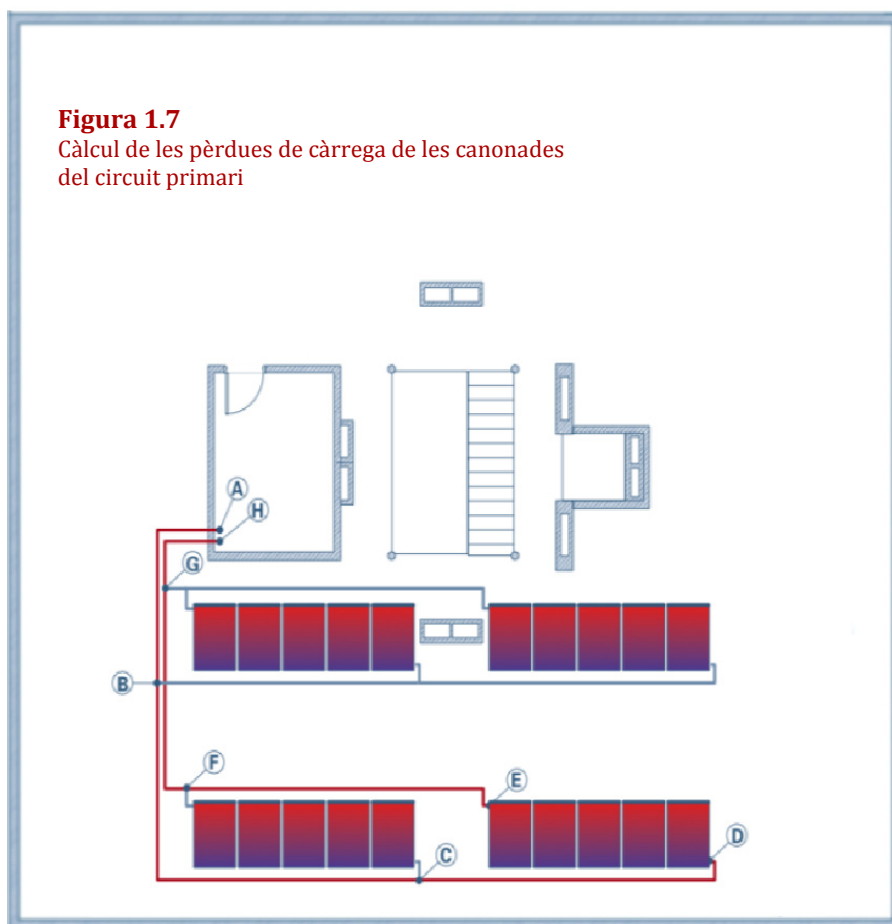 Figura 1.7
Càlcul de les pèrdues de càrrega de les canonades
del circuit primari
A
H
G
B
F
E
D
C